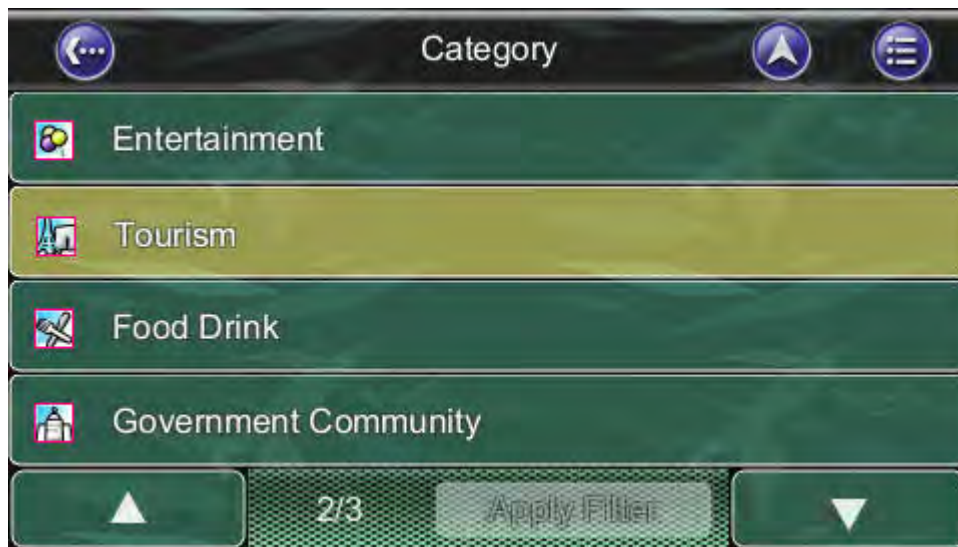 Category
Entertainment
Tourism
Food Drink
Government Community
2/3 Apply Filter